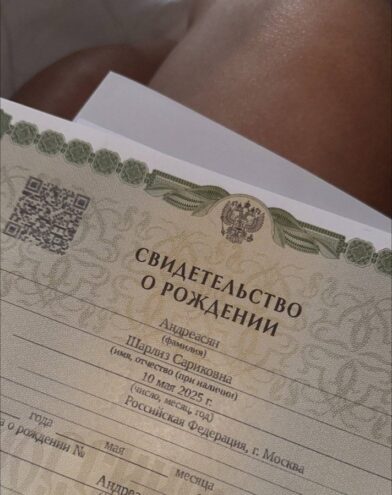 СВИДЕТЕЛЬСТВО
О РОЖДЕНИИ
Андреасян
(фамилия)
Шарлиз Сариковна
(имя, отчество (при наличии)
10 мая 2025 г.
(число, месяц, год)
Российская Федерация, г. Москва
года мая месяца
о рождении №
Андреас